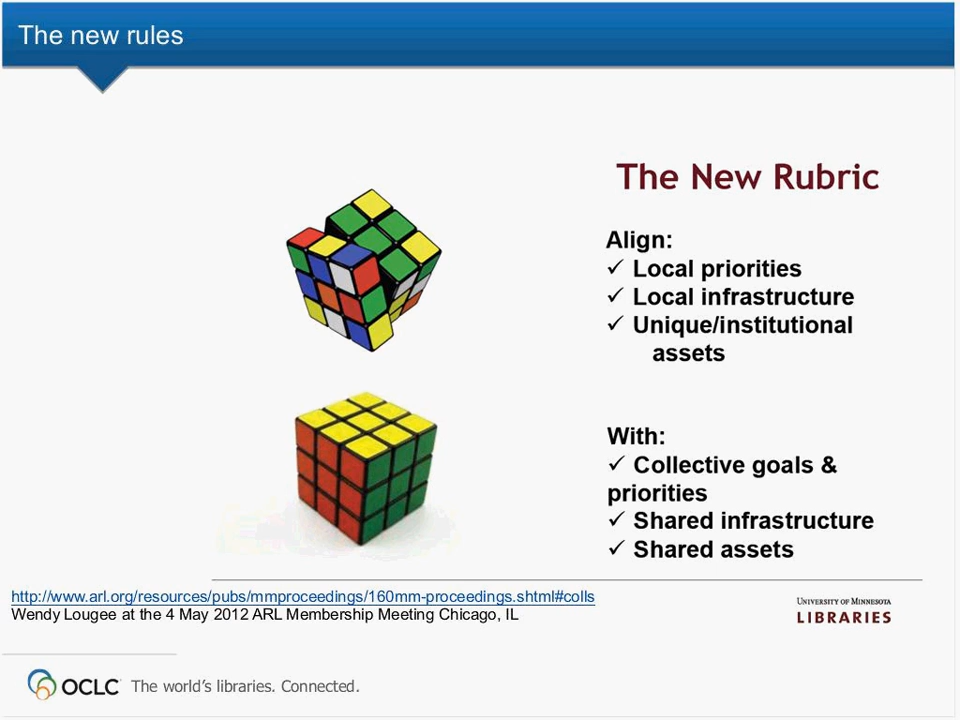 The new rules
The New Rubric
Align:
✓ Local priorities
✓ Local infrastructure
✓ Unique/institutional
assets
With:
✓ Collective goals &
priorities
✓ Shared infrastructure
✓ Shared assets
http://www.arl.org/resources/pubs/mmproceedings/160mm-proceedings.shtml#colls
Wendy Lougee at the 4 May 2012 ARL Membership Meeting Chicago, IL
UNIVERSITY OF MINNESOTA
LIBRARIES
OCLC The world's libraries. Connected.